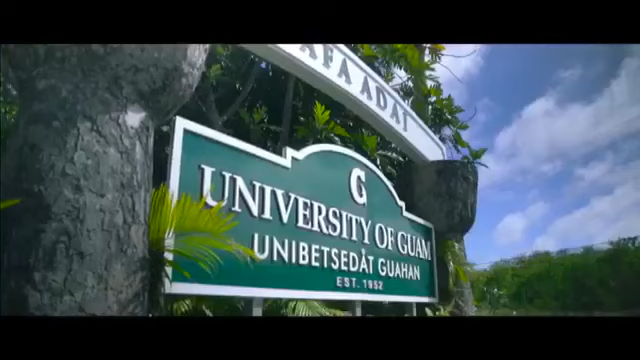 AFA ADAI
G
UNIVERSITY OF GUAM
UNIBETSEDÅT GUAHAN
EST. 1952